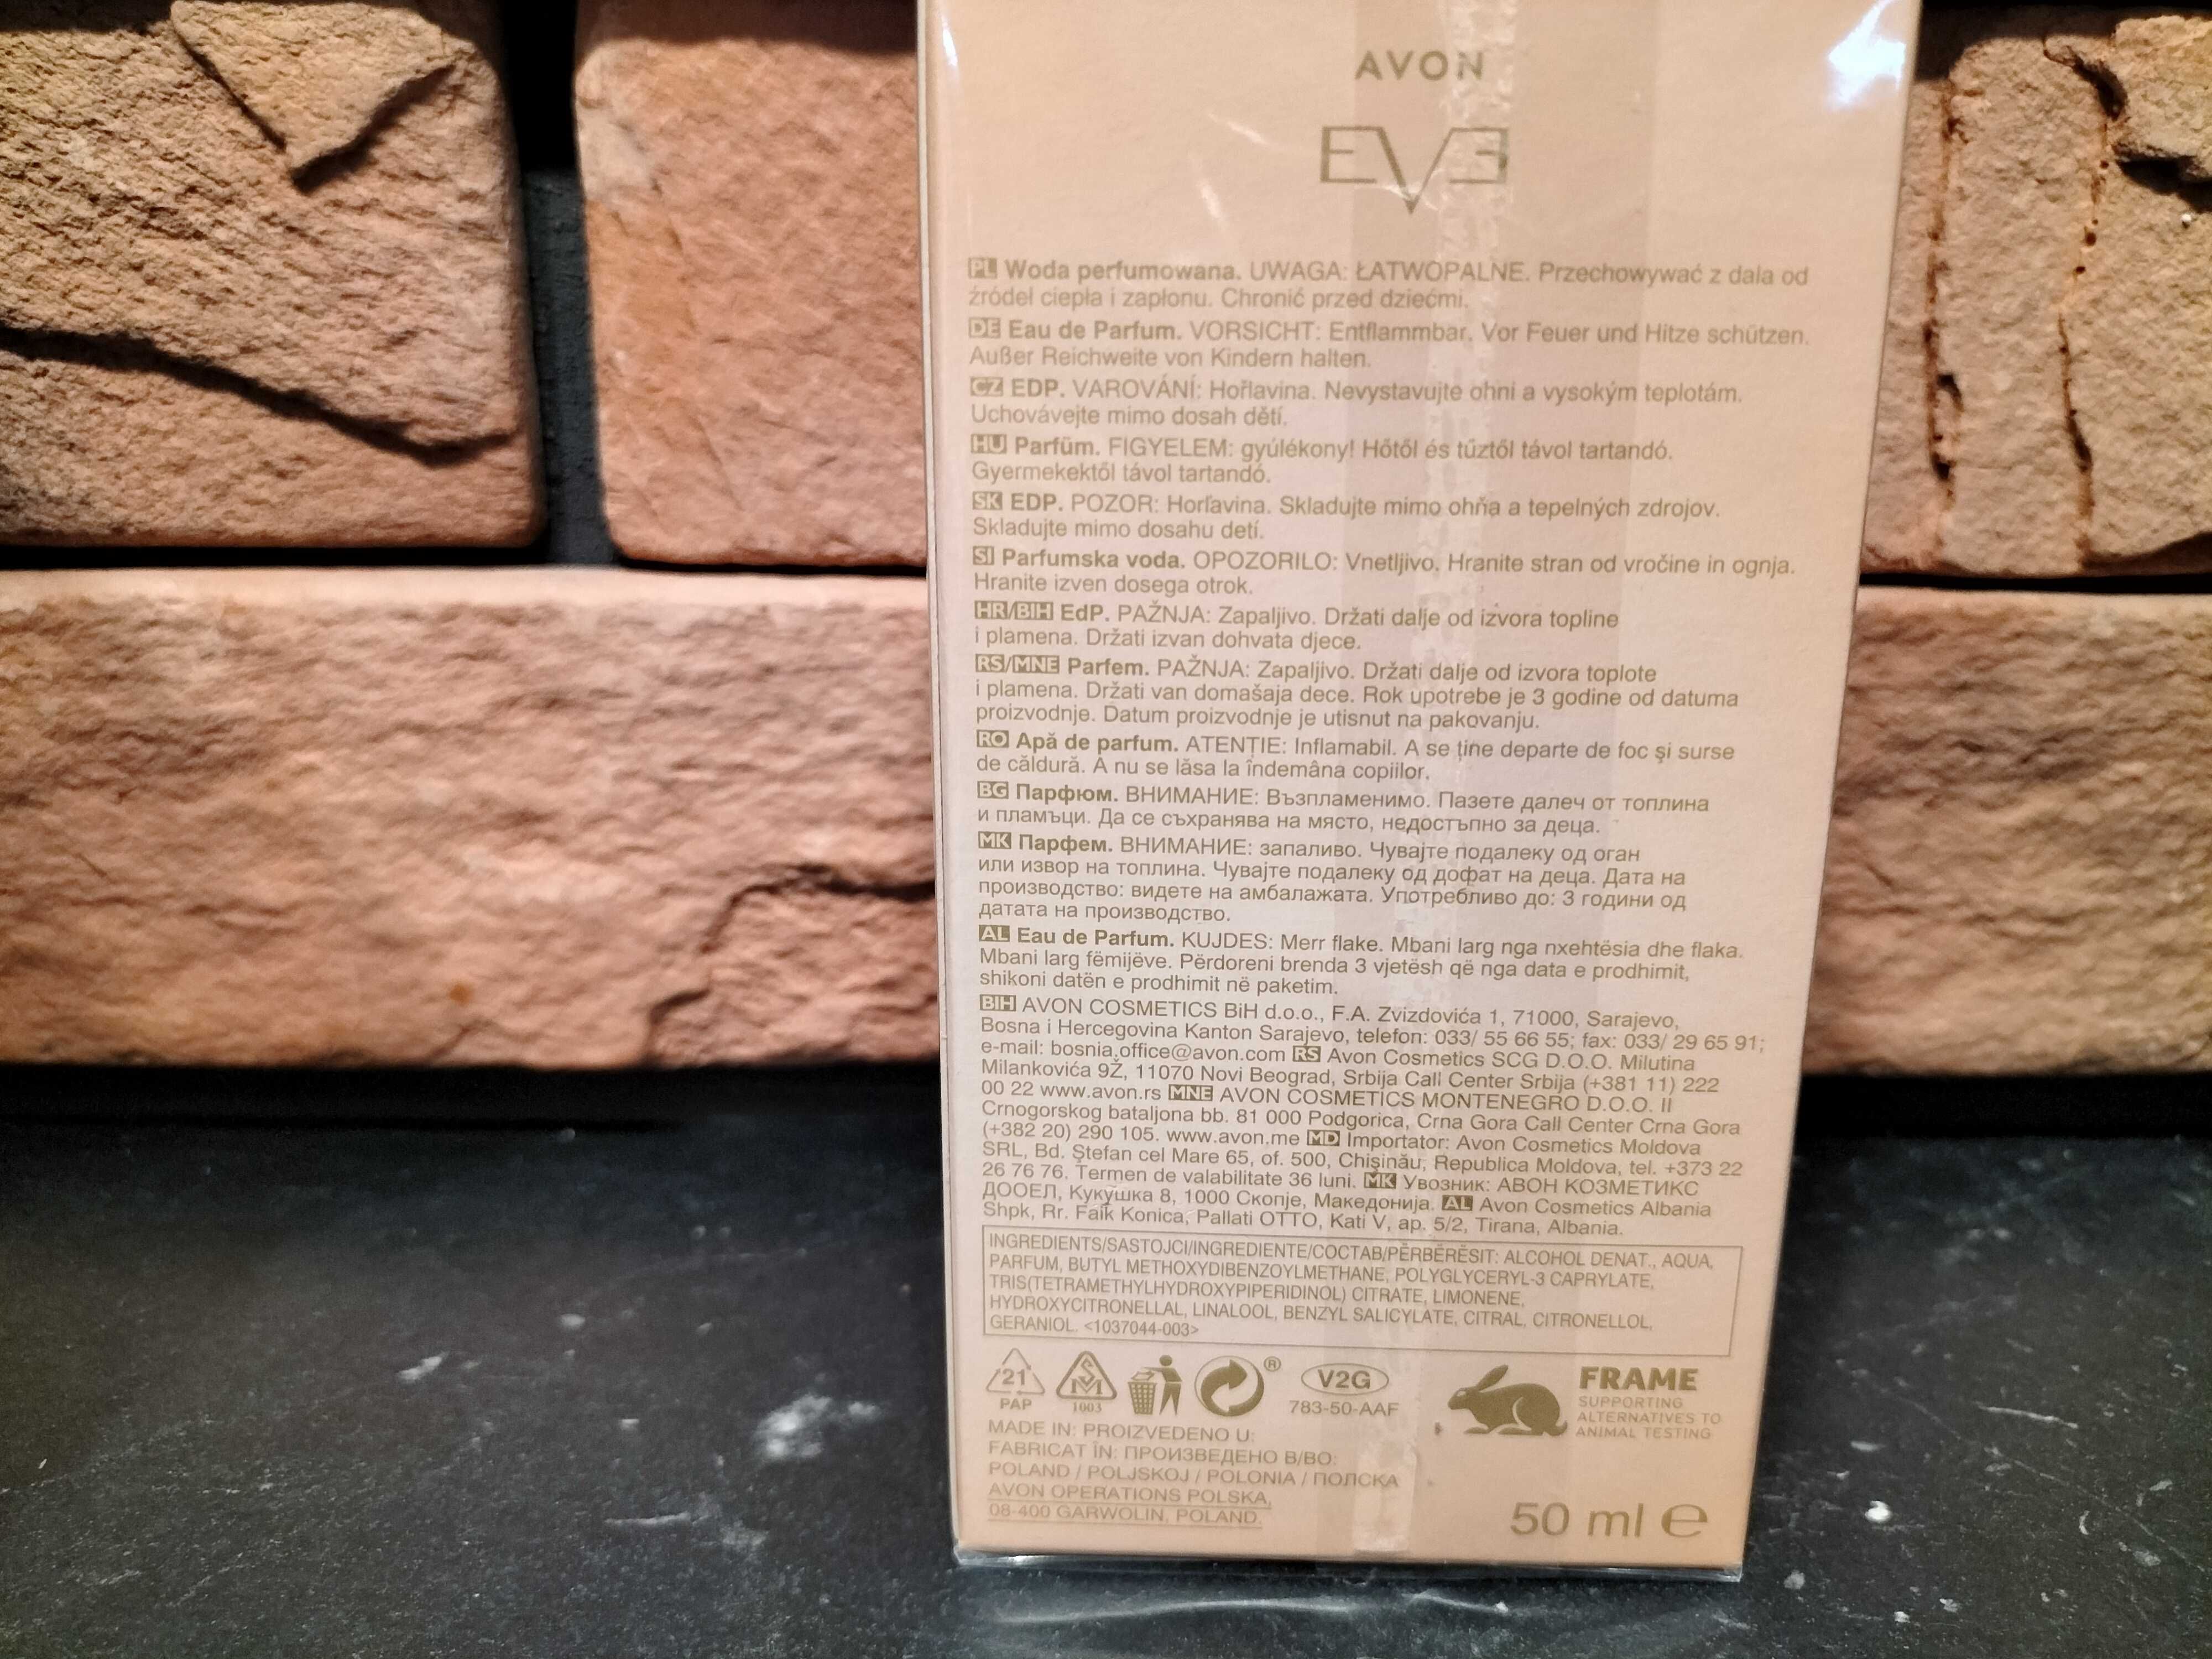 AVON
EVE
PL Woda perfumowana. UWAGA: ŁATWOPALNE. Przechowywać z dala od
źródeł ciepła i zapłonu. Chronić przed dziećmi.
DE Eau de Parfum. VORSICHT: Entflammbar. Vor Feuer und Hitze schützen.
Außer Reichweite von Kindern halten.
CZ EDP. VAROVÁNÍ: Hořlavina. Nevystavujte ohni a vysokým teplotám.
Uchovávejte mimo dosah dětí.
HU Parfüm. FIGYELEM: gyúlékony! Hőtől és tűztől távol tartandó.
Gyermekektől távol tartandó.
SK EDP. POZOR: Horľavina. Skladujte mimo ohňa a tepelných zdrojov.
Skladujte mimo dosahu detí.
SI Parfumska voda. OPOZORILO: Vnetljivo. Hranite stran od vročine in ognja.
Hranite izven dosega otrok.
HR/BIH EdP. PAŽNJA: Zapaljivo. Držati dalje od izvora topline
i plamena. Držati izvan dohvata djece.
RS/MNE Parfem. PAŽNJA: Zapaljivo. Držati dalje od izvora toplote
i plamena. Držati van domašaja dece. Rok upotrebe je 3 godine od datuma
proizvodnje. Datum proizvodnje je utisnut na pakovanju.
RO Apă de parfum. ATENȚIE: Inflamabil. A se ține departe de foc și surse
de căldură. A nu se lăsa la îndemâna copiilor.
BG Парфюм. ВНИМАНИЕ: Възпламенимо. Пазете далеч от топлина
и пламъци. Да се съхранява на място, недостъпно за деца.
MK Парфем. ВНИМАНИЕ: запаливо. Чувајте подалеку од оган
или извор на топлина. Чувајте подалеку од дофат на деца. Дата на
производство: видете на амбалажата. Употребливо до: 3 години од
датата на производство.
AL Eau de Parfum. KUJDES: Merr flake. Mbani larg nga nxehtësia dhe flaka.
Mbani larg fëmijëve. Përdoreni brenda 3 vjetësh që nga data e prodhimit,
shikoni datën e prodhimit në paketim.
BIH AVON COSMETICS BiH d.o.o., F.A. Zvizdovića 1, 71000, Sarajevo,
Bosna i Hercegovina Kanton Sarajevo, telefon: 033/ 55 66 55; fax: 033/ 29 65 91;
e-mail: bosnia.office@avon.com RS Avon Cosmetics SCG D.O.O. Milutina
Milankovića 9Ž, 11070 Novi Beograd, Srbija Call Center Srbija (+381 11) 222
00 22 www.avon.rs MNE AVON COSMETICS MONTENEGRO D.O.O. II
Crnogorskog bataljona bb. 81 000 Podgorica, Crna Gora Call Center Crna Gora
(+382 20) 290 105. www.avon.me MD Importator: Avon Cosmetics Moldova
SRL, Bd. Ștefan cel Mare 65, of. 500, Chișinău, Republica Moldova, tel. +373 22
26 76 76. Termen de valabilitate 36 luni. MK Увозник: АВОН КОЗМЕТИКС
ДООЕЛ, Кукушка 8, 1000 Скопје, Македонија. AL Avon Cosmetics Albania
Shpk, Rr. Faik Konica, Pallati OTTO, Kati V, ap. 5/2, Tirana, Albania.
INGREDIENTS/SASTOJCI/INGREDIENTE/СОСТАВ/PËRBËRËSIT: ALCOHOL DENAT., AQUA,
PARFUM, BUTYL METHOXYDIBENZOYLMETHANE, POLYGLYCERYL-3 CAPRYLATE,
TRIS(TETRAMETHYLHYDROXYPIPERIDINOL) CITRATE, LIMONENE,
HYDROXYCITRONELLAL, LINALOOL, BENZYL SALICYLATE, CITRAL, CITRONELLOL,
GERANIOL. <1037044-003>
21
PAP
1003
®
V2G
783-50-AAF
FRAME
SUPPORTING
ALTERNATIVES TO
ANIMAL TESTING
MADE IN: PROIZVEDENO U:
FABRICAT ÎN: ПРОИЗВЕДЕНО В/ВО:
POLAND / POLJSKOJ / POLONIA / ПОЛСКА
AVON OPERATIONS POLSKA,
08-400 GARWOLIN, POLAND.
50 ml ℮